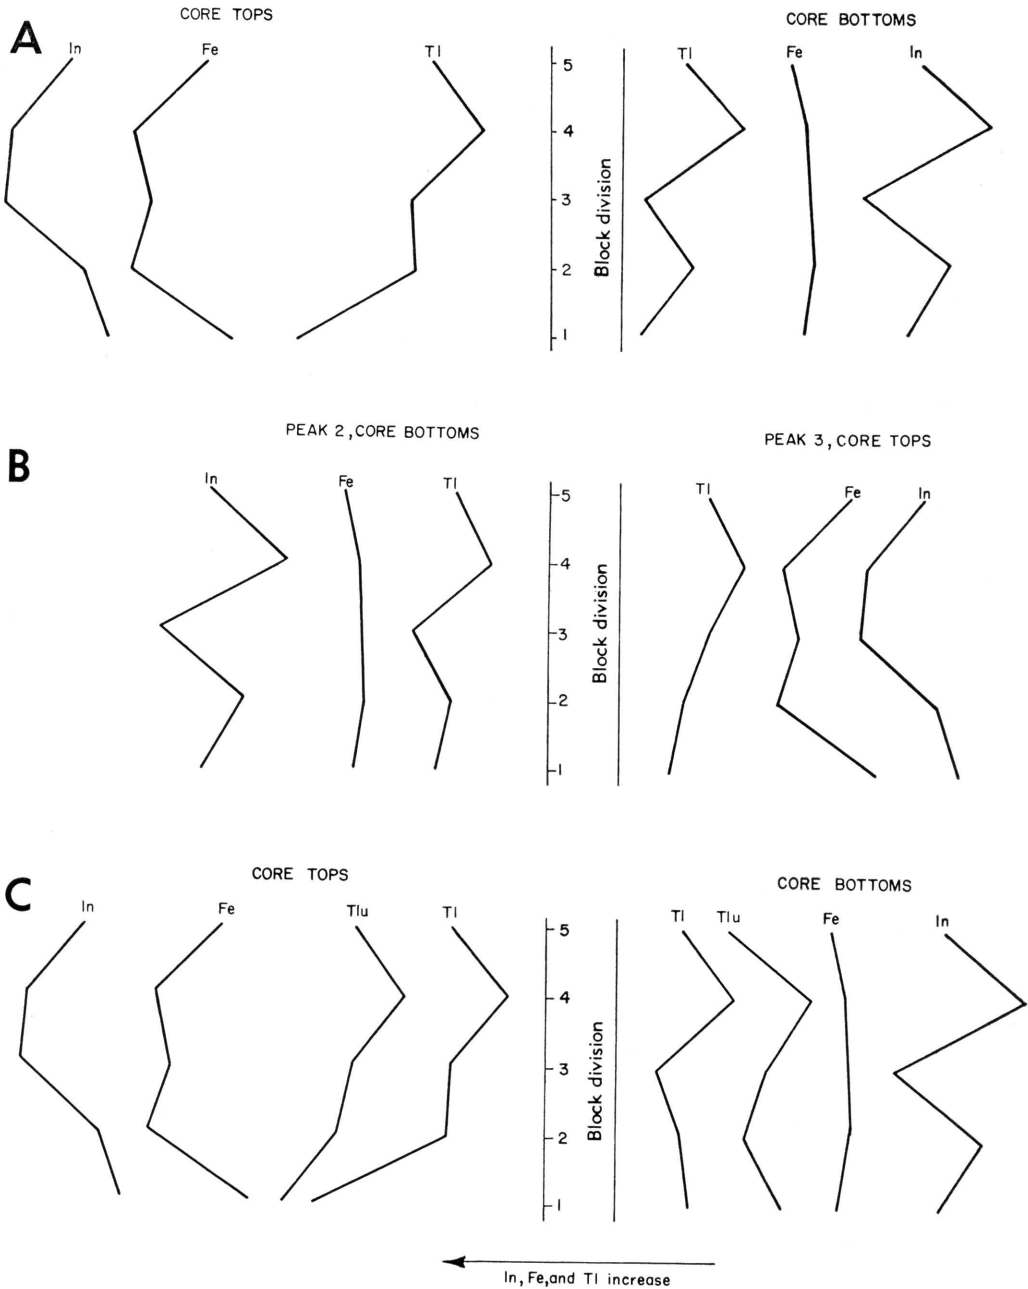 A
CORE TOPS
CORE BOTTOMS
In
Fe
Tl
Tl
Fe
In
5
4
3
2
1
Block division
B
PEAK 2, CORE BOTTOMS
PEAK 3, CORE TOPS
In
Fe
Tl
Tl
Fe
In
5
4
3
2
1
Block division
C
CORE TOPS
CORE BOTTOMS
In
Fe
Tlu
Tl
Tl
Tlu
Fe
In
5
4
3
2
1
Block division
In, Fe, and Tl increase